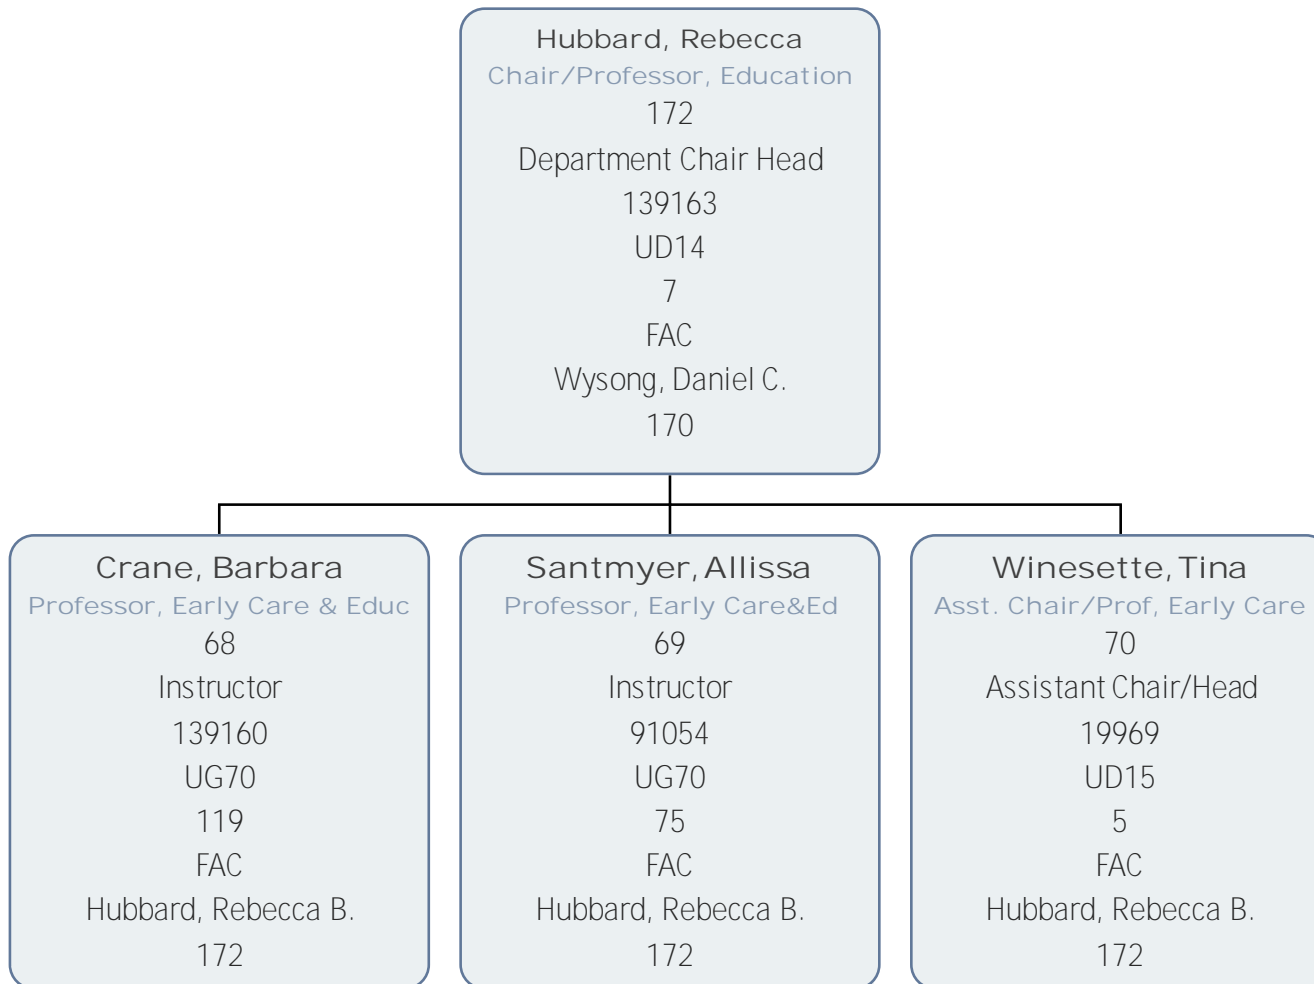 Hubbard, Rebecca
Chair/Professor, Education
172
Department Chair Head
139163
UD14
7
FAC
Wysong, Daniel C.
170
Crane, Barbara
Professor, Early Care & Educ
68
Instructor
139160
UG70
119
FAC
Hubbard, Rebecca B.
172
Santmyer, Allissa
Professor, Early Care&Ed
69
Instructor
91054
UG70
75
FAC
Hubbard, Rebecca B.
172
Winesette, Tina
Asst. Chair/Prof, Early Care
70
Assistant Chair/Head
19969
UD15
5
FAC
Hubbard, Rebecca B.
172